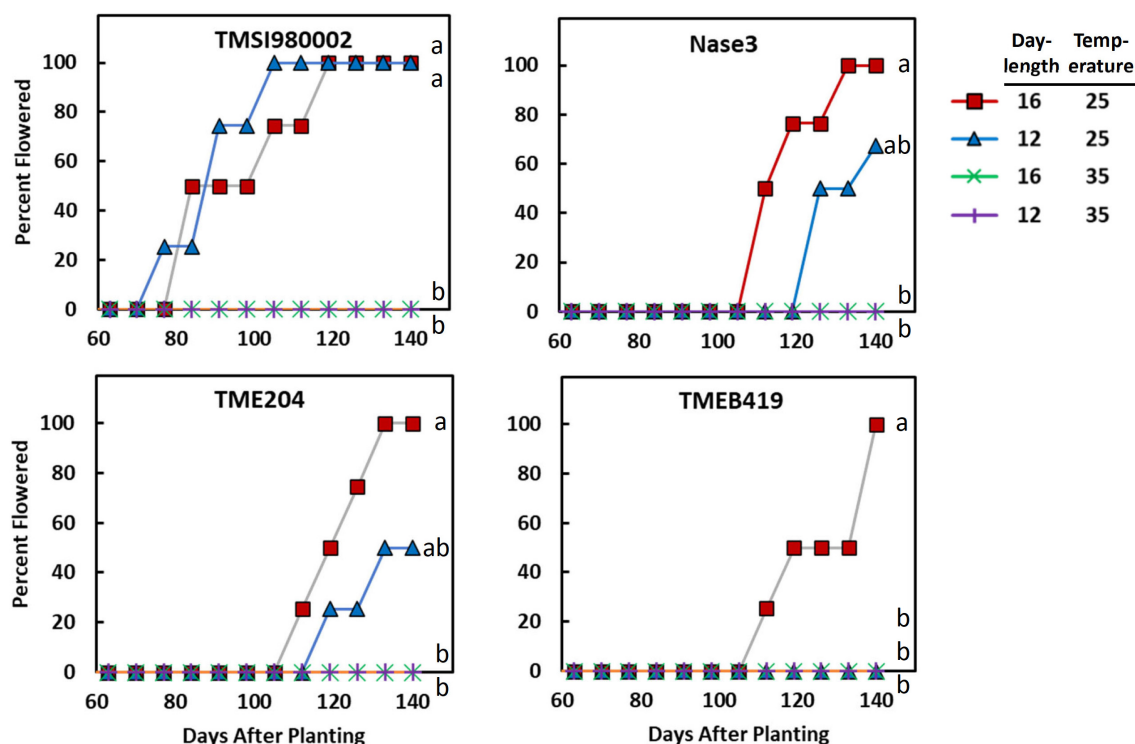 TMSI980002
Percent Flowered
100
80
60
40
20
0
60 80 100 120 140
a
a
b
b
Nase3
100
80
60
40
20
0
60 80 100 120 140
a
ab
b
b
Day-length Temp-erature
16 25
12 25
16 35
12 35
TME204
Percent Flowered
100
80
60
40
20
0
60 80 100 120 140
Days After Planting
a
ab
b
b
TMEB419
100
80
60
40
20
0
60 80 100 120 140
Days After Planting
a
b
b
b